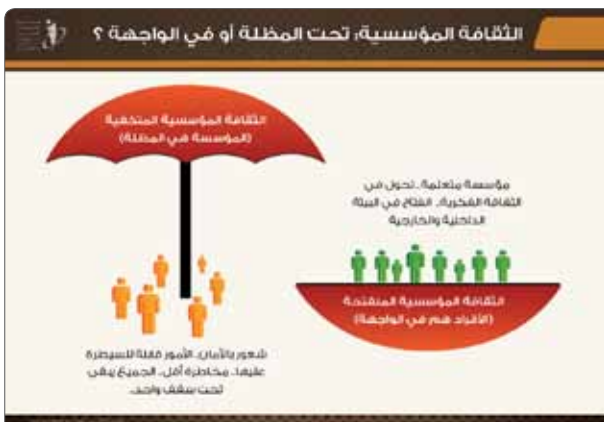 الثقافة المؤسسية: تحت المظلة أو في الواجهة ؟
الثقافة المؤسسية المتخفية
(المؤسسة هي المظلة)
مؤسسة متعلمة.. تحول في
الثقافة الفكرية.. انفتاح في البيئة
الداخلية والخارجية
الثقافة المؤسسية المنفتحة
(الأفراد هم في الواجهة)
شعور بالأمان.. الأمور قابلة للسيطرة
عليها.. مخاطرة أقل.. الجميع يبقى
تحت سقف واحد.